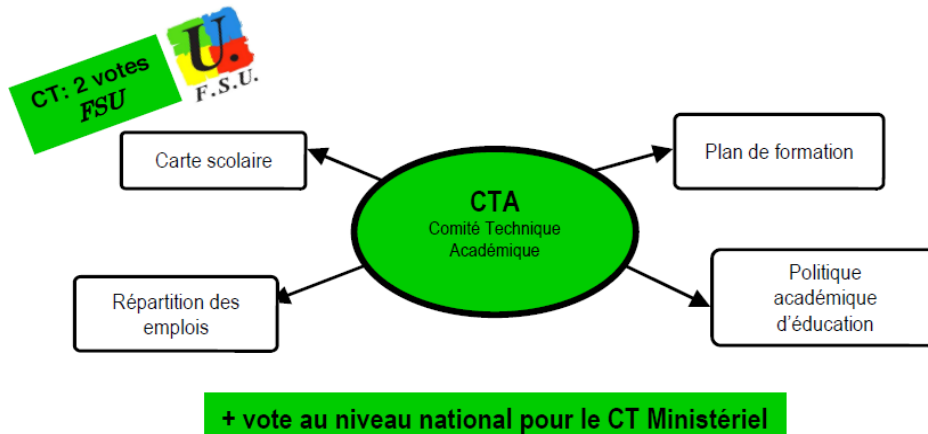 CT: 2 votes
FSU
U.
F.S.U.
Carte scolaire
Plan de formation
CTA
Comité Technique
Académique
Répartition des
emplois
Politique
académique
d'éducation
+ vote au niveau national pour le CT Ministériel